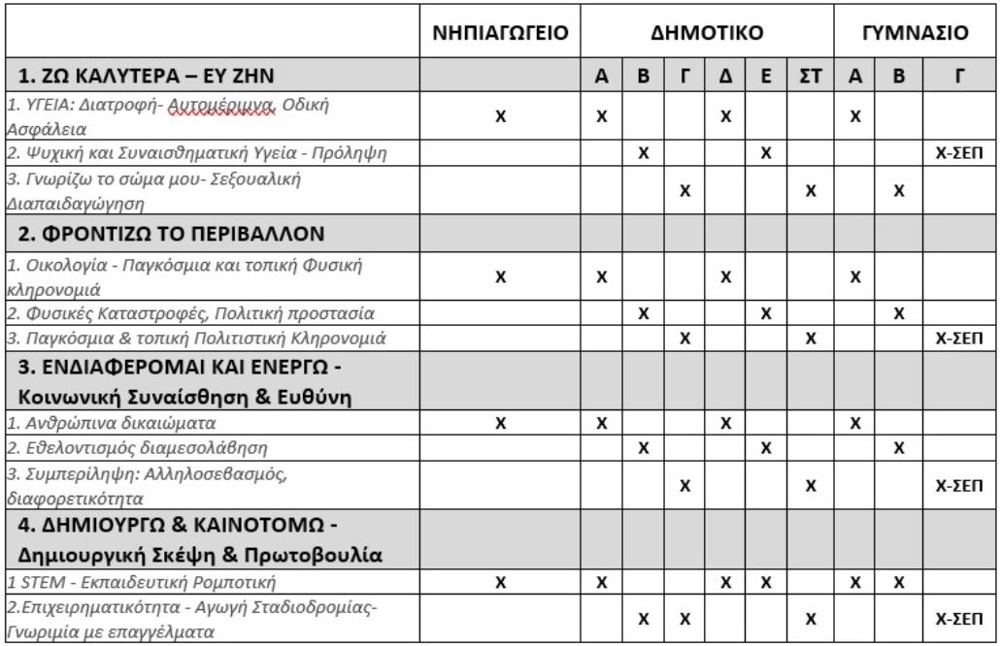 ΝΗΠΙΑΓΩΓΕΙΟ ΔΗΜΟΤΙΚΟ ΓΥΜΝΑΣΙΟ
1. ΖΩ ΚΑΛΥΤΕΡΑ – ΕΥ ΖΗΝ Α Β Γ Δ Ε ΣΤ Α Β Γ
1. ΥΓΕΙΑ: Διατροφή- Αυτομέριμνα, Οδική
Ασφάλεια X X X X
2. Ψυχική και Συναισθηματική Υγεία - Πρόληψη X X X-ΣΕΠ
3. Γνωρίζω το σώμα μου- Σεξουαλική
Διαπαιδαγώγηση X X X
2. ΦΡΟΝΤΙΖΩ ΤΟ ΠΕΡΙΒΑΛΛΟΝ
1. Οικολογία - Παγκόσμια και τοπική Φυσική
κληρονομιά X X X X
2. Φυσικές Καταστροφές, Πολιτική προστασία X X X
3. Παγκόσμια & τοπική Πολιτιστική Κληρονομιά X X X-ΣΕΠ
3. ΕΝΔΙΑΦΕΡΟΜΑΙ ΚΑΙ ΕΝΕΡΓΩ -
Κοινωνική Συναίσθηση & Ευθύνη
1. Ανθρώπινα δικαιώματα X X X X
2. Εθελοντισμός διαμεσολάβηση X X X
3. Συμπερίληψη: Αλληλοσεβασμός,
διαφορετικότητα X X X-ΣΕΠ
4. ΔΗΜΙΟΥΡΓΩ & ΚΑΙΝΟΤΟΜΩ -
Δημιουργική Σκέψη & Πρωτοβουλία
1 STEM - Εκπαιδευτική Ρομποτική X X X X X X
2.Επιχειρηματικότητα - Αγωγή Σταδιοδρομίας-
Γνωριμία με επαγγέλματα X X X X-ΣΕΠ